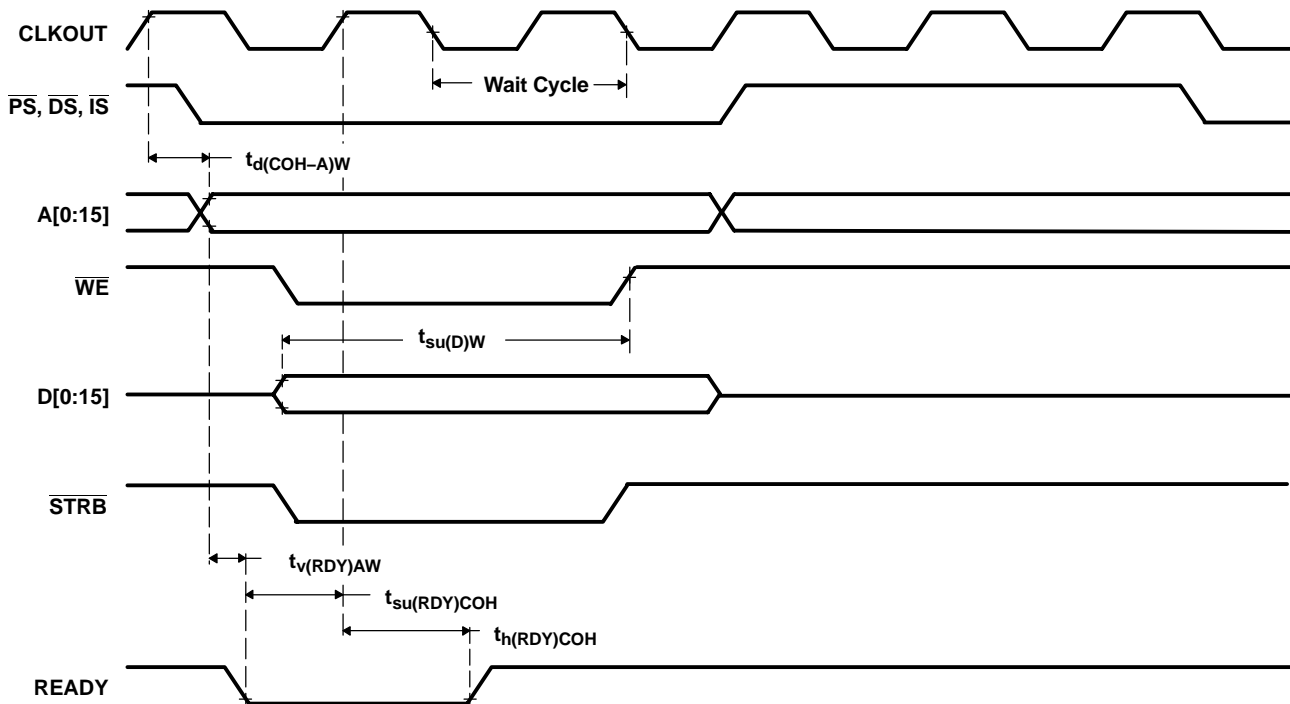 CLKOUT
Wait Cycle
PS, DS, IS
td(COH–A)W
A[0:15]
WE
tsu(D)W
D[0:15]
STRB
tv(RDY)AW
tsu(RDY)COH
th(RDY)COH
READY